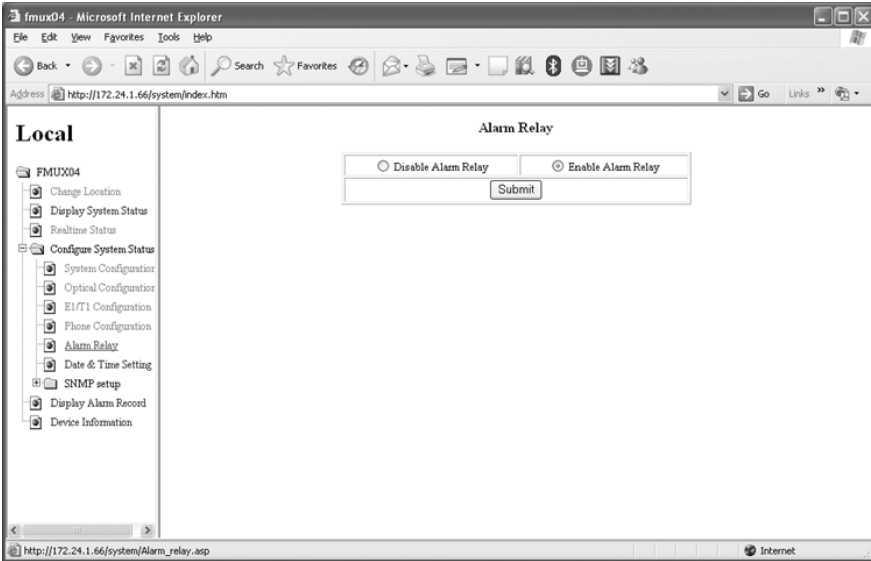 fmux04 - Microsoft Internet Explorer
File Edit View Favorites Tools Help
Back Search Favorites
Address http://172.24.1.66/system/index.htm Go Links »
Local
FMUX04
Change Location
Display System Status
Realtime Status
Configure System Status
System Configuration
Optical Configuration
E1/T1 Configuration
Phone Configuration
Alarm Relay
Date & Time Setting
SNMP setup
Display Alarm Record
Device Information
Alarm Relay
Disable Alarm Relay Enable Alarm Relay
Submit
http://172.24.1.66/system/Alarm_relay.asp Internet